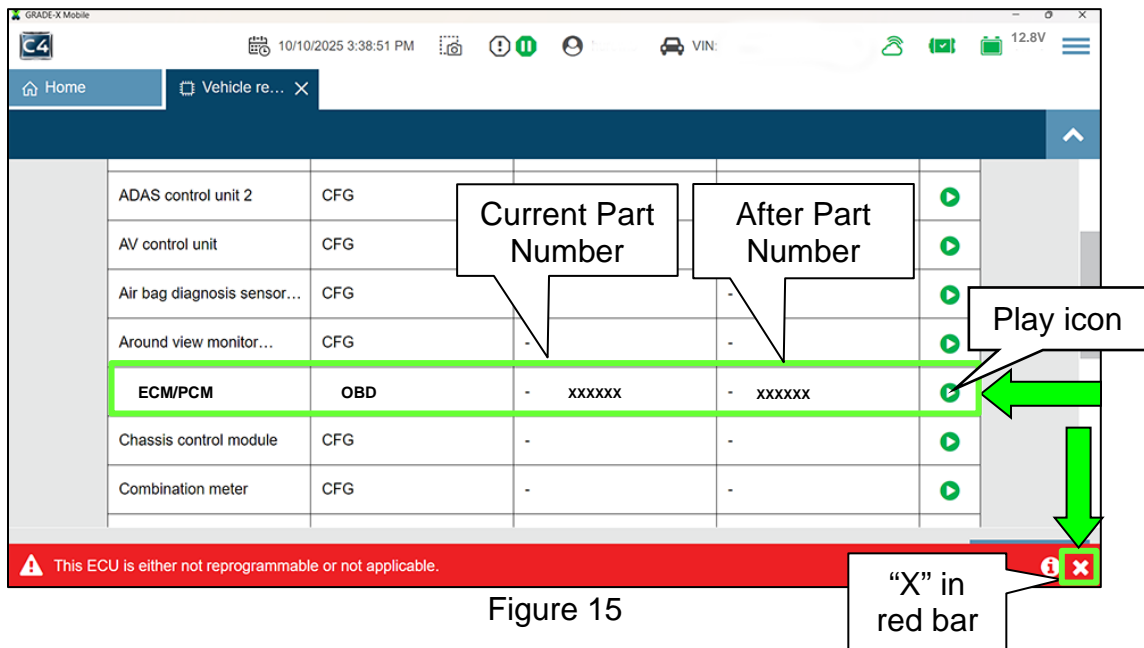 GRADE-X Mobile
C4 10/10/2025 3:38:51 PM VIN: 12.8V
Home Vehicle re...
ADAS control unit 2 CFG
Current Part
Number
After Part
Number
AV control unit CFG
Air bag diagnosis sensor... CFG -
Play icon
Around view monitor... CFG - -
ECM/PCM OBD - xxxxxx - xxxxxx
Chassis control module CFG - -
Combination meter CFG - -
This ECU is either not reprogrammable or not applicable.
“X” in
red bar
Figure 15